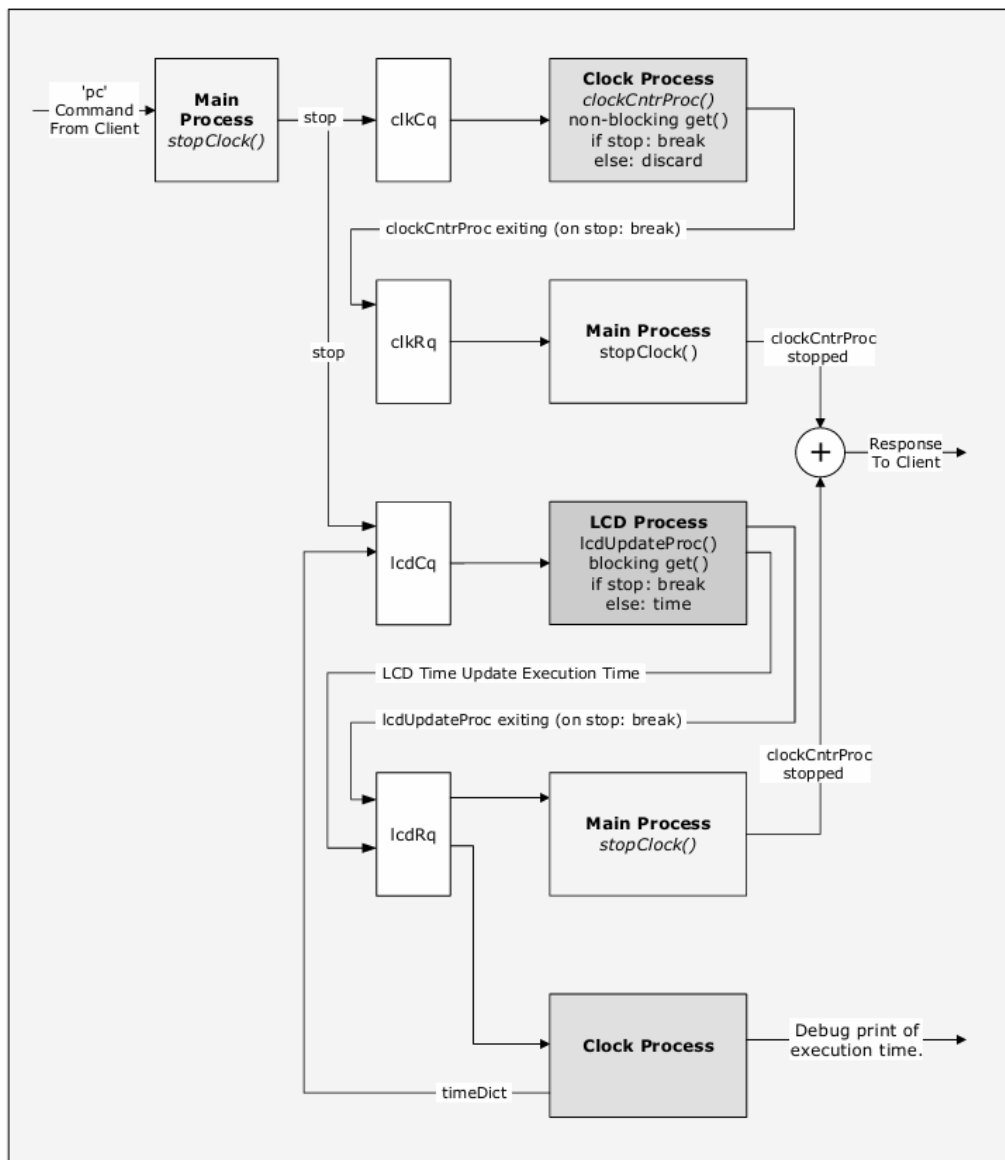 'pc'
Command
From Client
Main
Process
stopClock()
stop
clkCq
Clock Process
clockCntrProc()
non-blocking get()
if stop: break
else: discard
clockCntrProc exiting (on stop: break)
clkRq
Main Process
stopClock()
clockCntrProc
stopped
stop
+
Response
To Client
lcdCq
LCD Process
lcdUpdateProc()
blocking get()
if stop: break
else: time
LCD Time Update Execution Time
lcdUpdateProc exiting (on stop: break)
clockCntrProc
stopped
lcdRq
Main Process
stopClock()
Clock Process
Debug print of
execution time.
timeDict